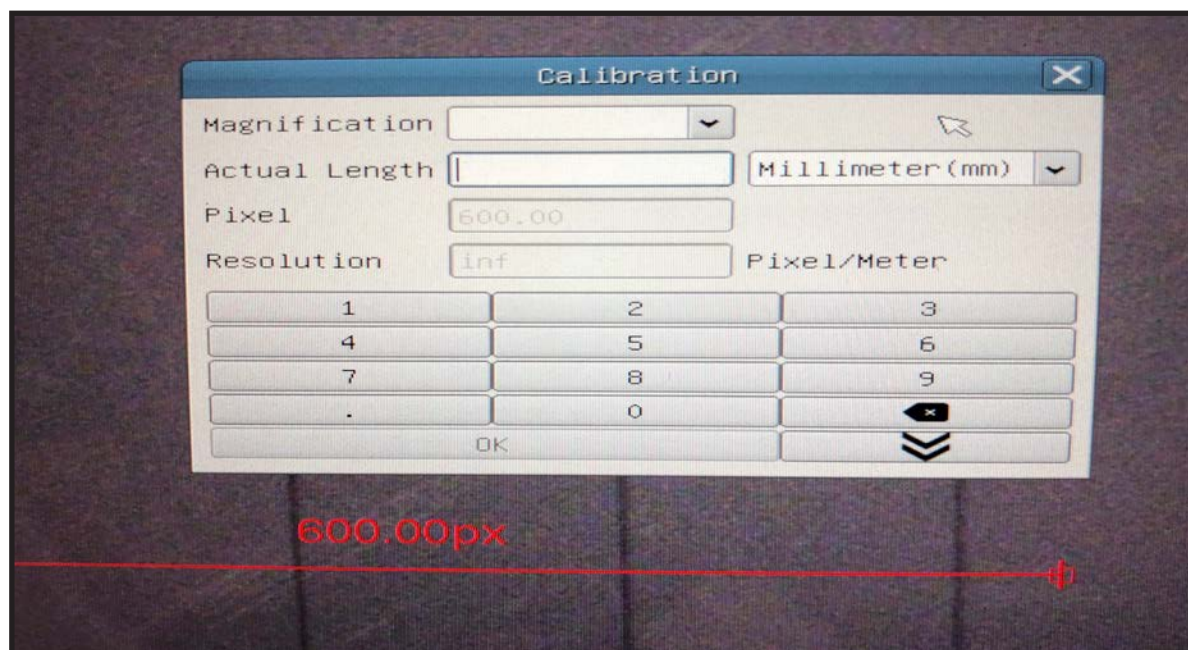 Calibration
Magnification
Actual Length Millimeter(mm)
Pixel 600.00
Resolution inf Pixel/Meter
1 2 3
4 5 6
7 8 9
. 0
OK
600.00px